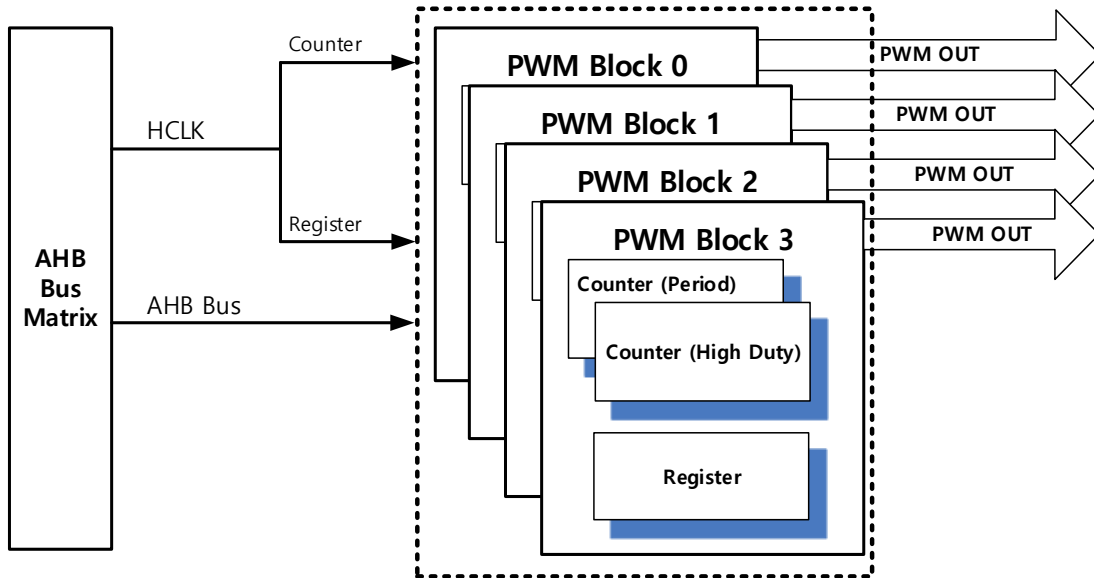 Counter
HCLK
Register
AHB
Bus
Matrix
AHB Bus
PWM Block 0
PWM Block 1
PWM Block 2
PWM Block 3
Counter (Period)
Counter (High Duty)
Register
PWM OUT
PWM OUT
PWM OUT
PWM OUT